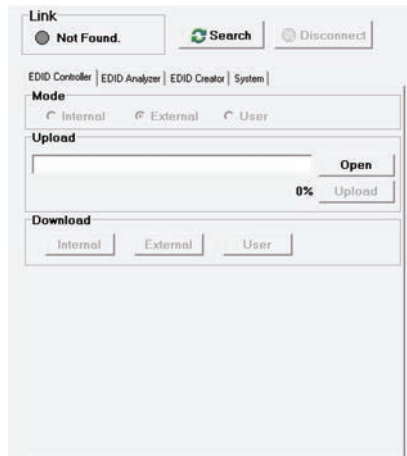 Link
Not Found.
Search
Disconnect
EDID Controller EDID Analyzer EDID Creator System
Mode
Internal External User
Upload
Open
0% Upload
Download
Internal External User